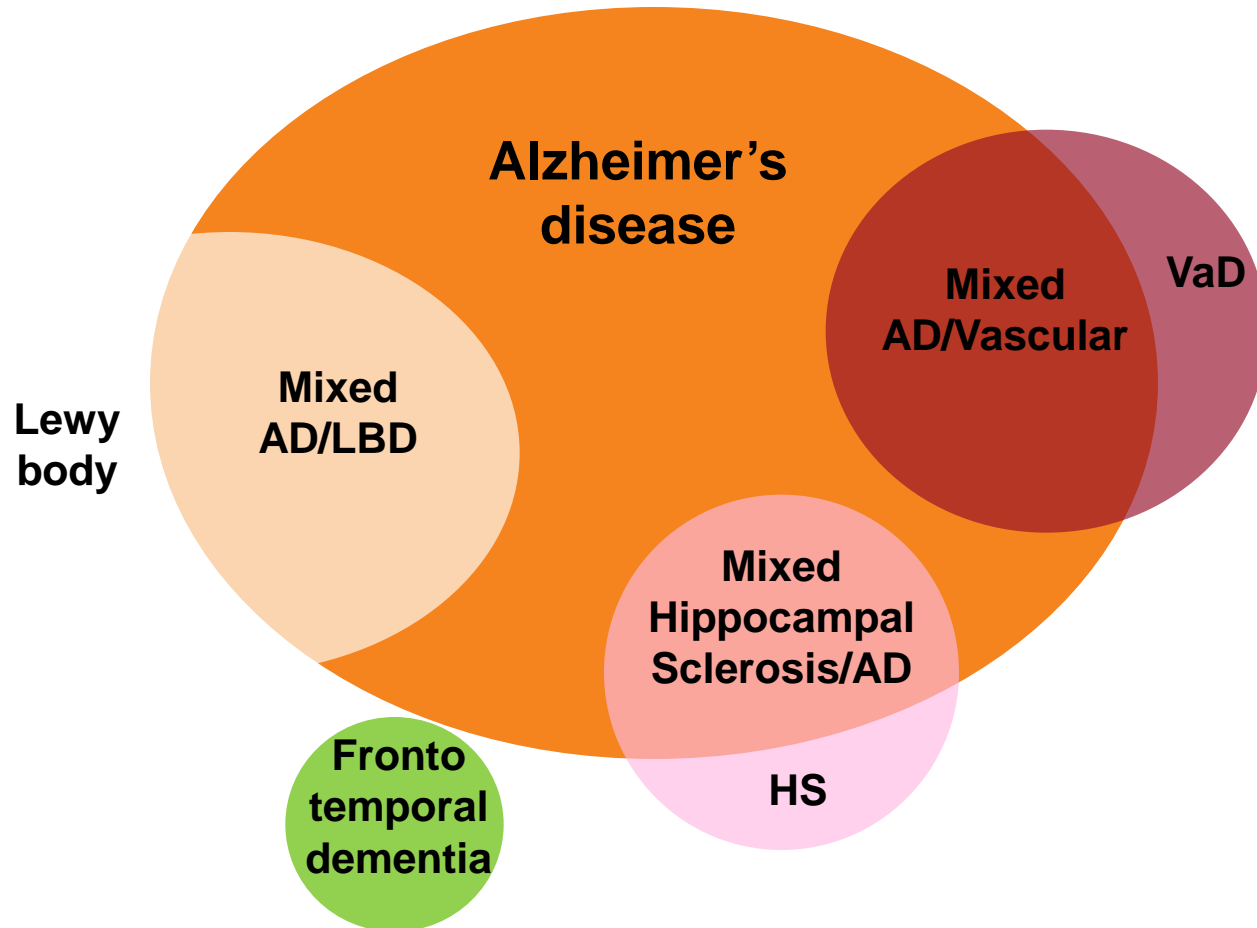 Alzheimer’s
disease
Mixed
AD/Vascular
VaD
Mixed
AD/LBD
Lewy
body
Mixed
Hippocampal
Sclerosis/AD
HS
Fronto
temporal
dementia